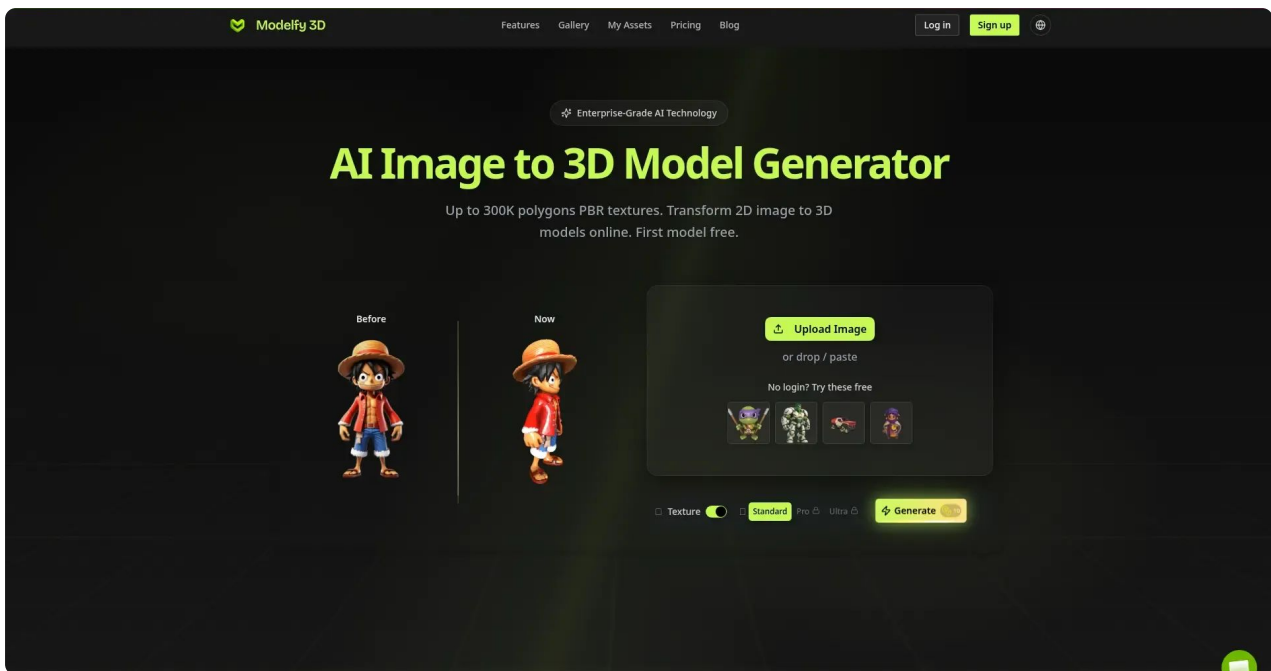 Modelfy 3D
Features Gallery My Assets Pricing Blog
Log in Sign up
Enterprise-Grade AI Technology
AI Image to 3D Model Generator
Up to 300K polygons PBR textures. Transform 2D image to 3D
models online. First model free.
Before
Now
Upload Image
or drop / paste
No login? Try these free
Texture Standard Pro Ultra Generate